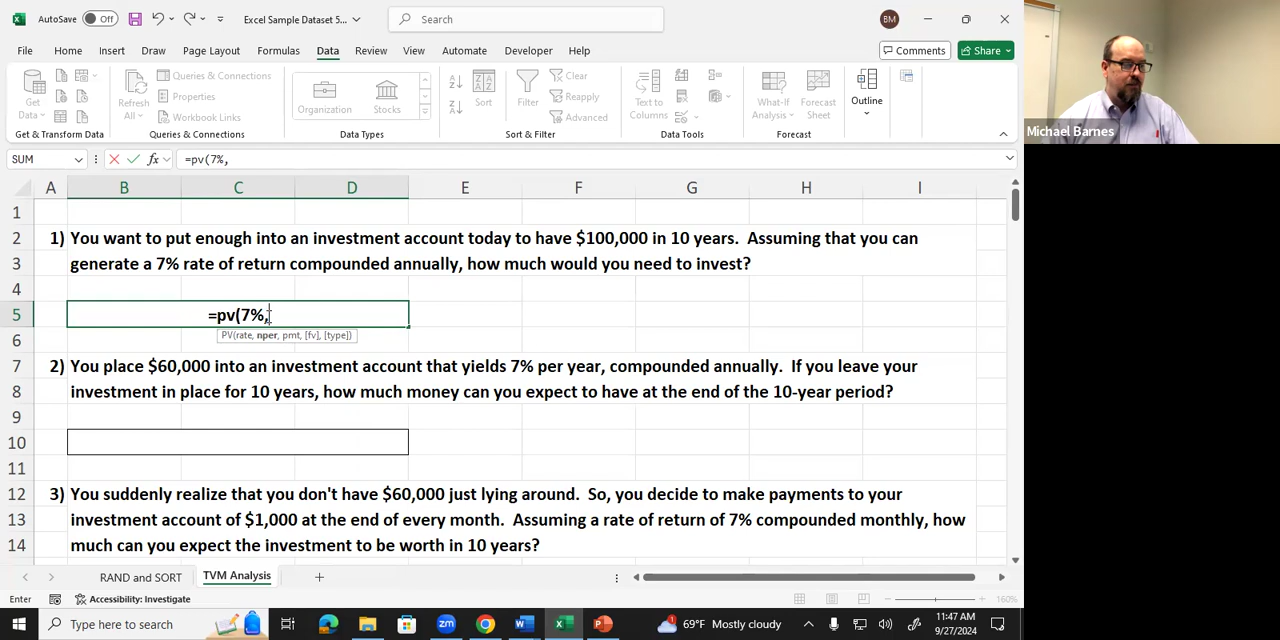 AutoSave Off Excel Sample Dataset 5... Search BM
File Home Insert Draw Page Layout Formulas Data Review View Automate Developer Help Comments Share
Get Data Refresh All Queries & Connections Properties Workbook Links Organization Stocks Sort Filter Clear Reapply Advanced Text to Columns What-If Analysis Forecast Sheet Outline
Get & Transform Data Queries & Connections Data Types Sort & Filter Data Tools Forecast
Michael Barnes
SUM fx =pv(7%,
A B C D E F G H I
1
2 1) You want to put enough into an investment account today to have $100,000 in 10 years. Assuming that you can
3 generate a 7% rate of return compounded annually, how much would you need to invest?
4
5 =pv(7%,
6 PV(rate, nper, pmt, [fv], [type])
7 2) You place $60,000 into an investment account that yields 7% per year, compounded annually. If you leave your
8 investment in place for 10 years, how much money can you expect to have at the end of the 10-year period?
9
10
11
12 3) You suddenly realize that you don't have $60,000 just lying around. So, you decide to make payments to your
13 investment account of $1,000 at the end of every month. Assuming a rate of return of 7% compounded monthly, how
14 much can you expect the investment to be worth in 10 years?
RAND and SORT TVM Analysis
Enter Accessibility: Investigate 160%
Type here to search zm 69°F Mostly cloudy 11:47 AM
9/27/2024